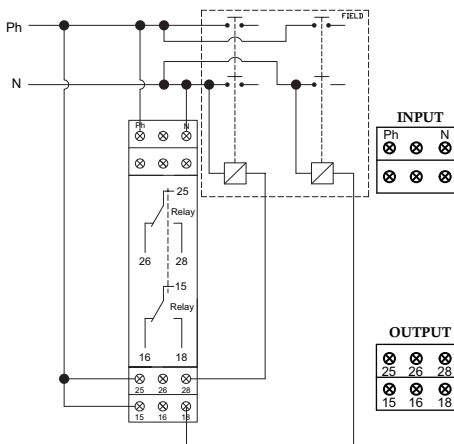 Ph
FIELD
N
Ph N
25
Relay
26 28
15
Relay
16 18
25 26 28
15 16 18
INPUT
Ph N
OUTPUT
25 26 28
15 16 18